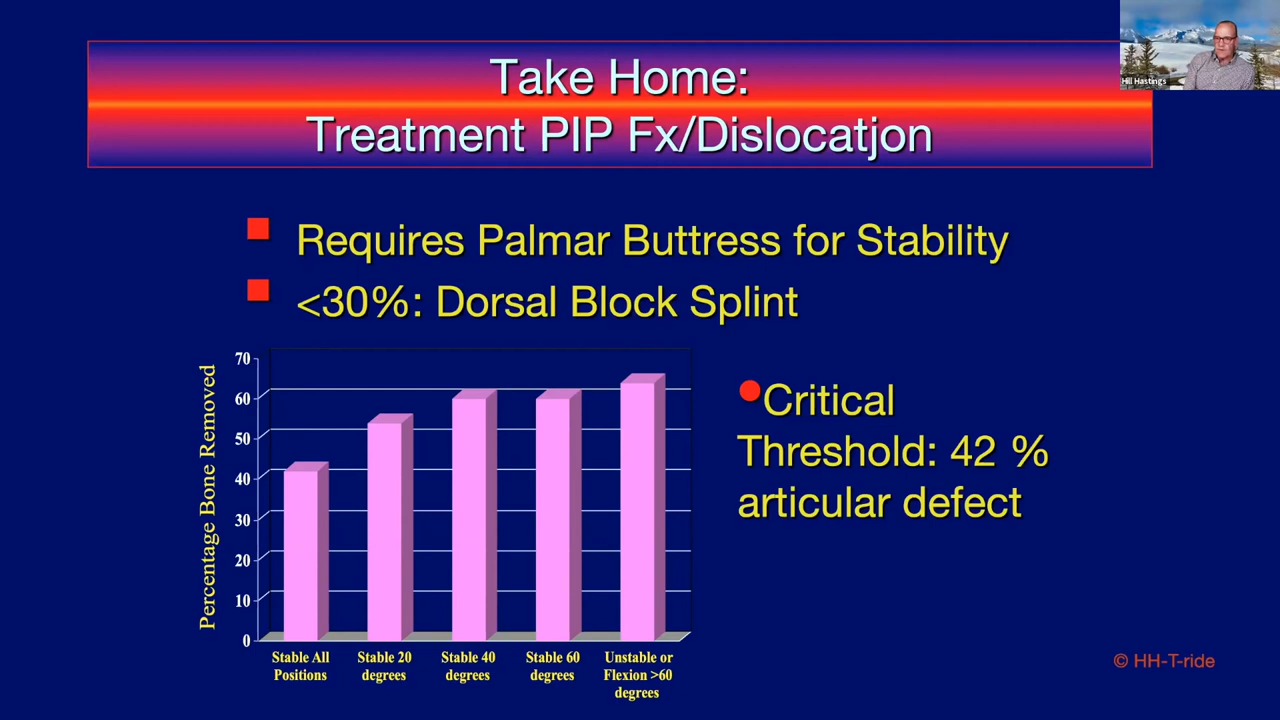 Hill Hastings
Take Home:
Treatment PIP Fx/Dislocatjon
Requires Palmar Buttress for Stability
<30%: Dorsal Block Splint
Percentage Bone Removed
70
60
50
40
30
20
10
0
Stable All
Positions
Stable 20
degrees
Stable 40
degrees
Stable 60
degrees
Unstable or
Flexion >60
degrees
Critical
Threshold: 42 %
articular defect
© HH-T-ride